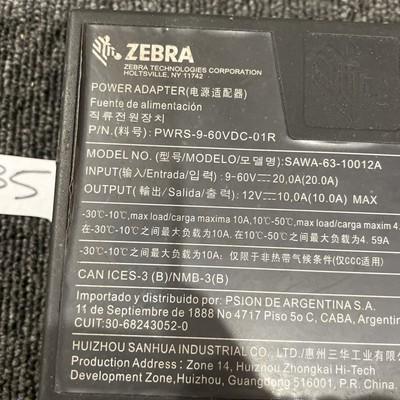 ZEBRA
ZEBRA TECHNOLOGIES CORPORATION
HOLTSVILLE, NY 11742
POWER ADAPTER(电源适配器)
Fuente de alimentación
직류전원장치
P/N.(料号): PWRS-9-60VDC-01R
MODEL NO.(型号/MODELO/모델명):SAWA-63-10012A
INPUT(输入/Entrada/입력): 9-60V⎓20,0A(20.0A)
OUTPUT(輸出/Salida/출력): 12V⎓10,0A(10.0A) MAX
-30°C-10°C, max load/carga maxima 10A,10°C-50°C, max load/carga maxima 4.
在-30°C-10°C之间最大负载为10A. 在10°C-50°C之间最大负载为 4.59A
-30°C-10°C之间最大负载为10A: 仅限于非热带气候条件(仅CCC适用)
CAN ICES-3 (B)/NMB-3(B)
Importado y distribuido por: PSION DE ARGENTINA S.A.
11 de Septiembre de 1888 No 4717 Piso 5o C, CABA, Argentin
CUIT:30-68243052-0
HUIZHOU SANHUA INDUSTRIAL CO., LTD./惠州三华工业有限
Production Address: Zone 14, Huizhou Zhongkai Hi-Tech
Development Zone,Huizhou, Guangdong 516001, P.R. China.
35